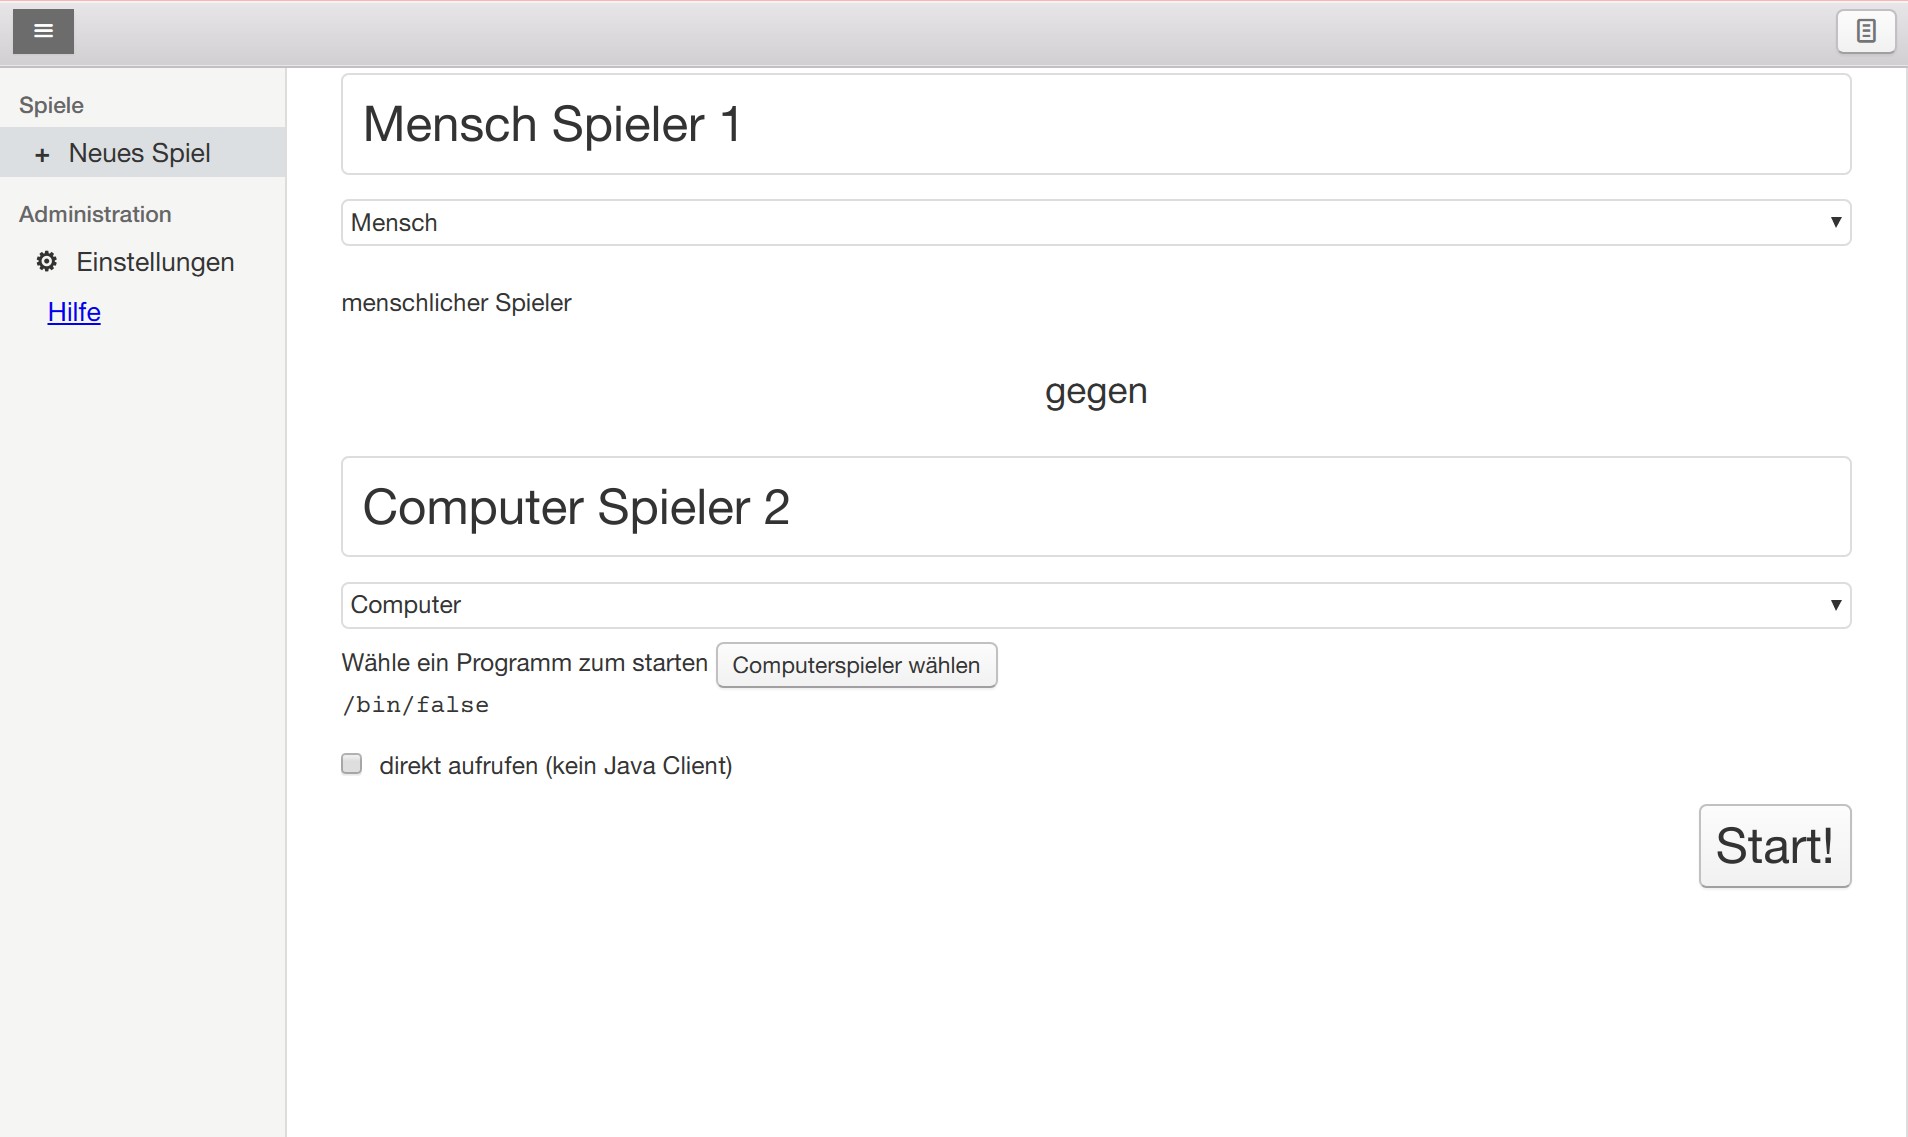 Spiele
+ Neues Spiel
Administration
Einstellungen
Hilfe
Mensch Spieler 1
Mensch
menschlicher Spieler
gegen
Computer Spieler 2
Computer
Wähle ein Programm zum starten Computerspieler wählen
/bin/false
direkt aufrufen (kein Java Client)
Start!